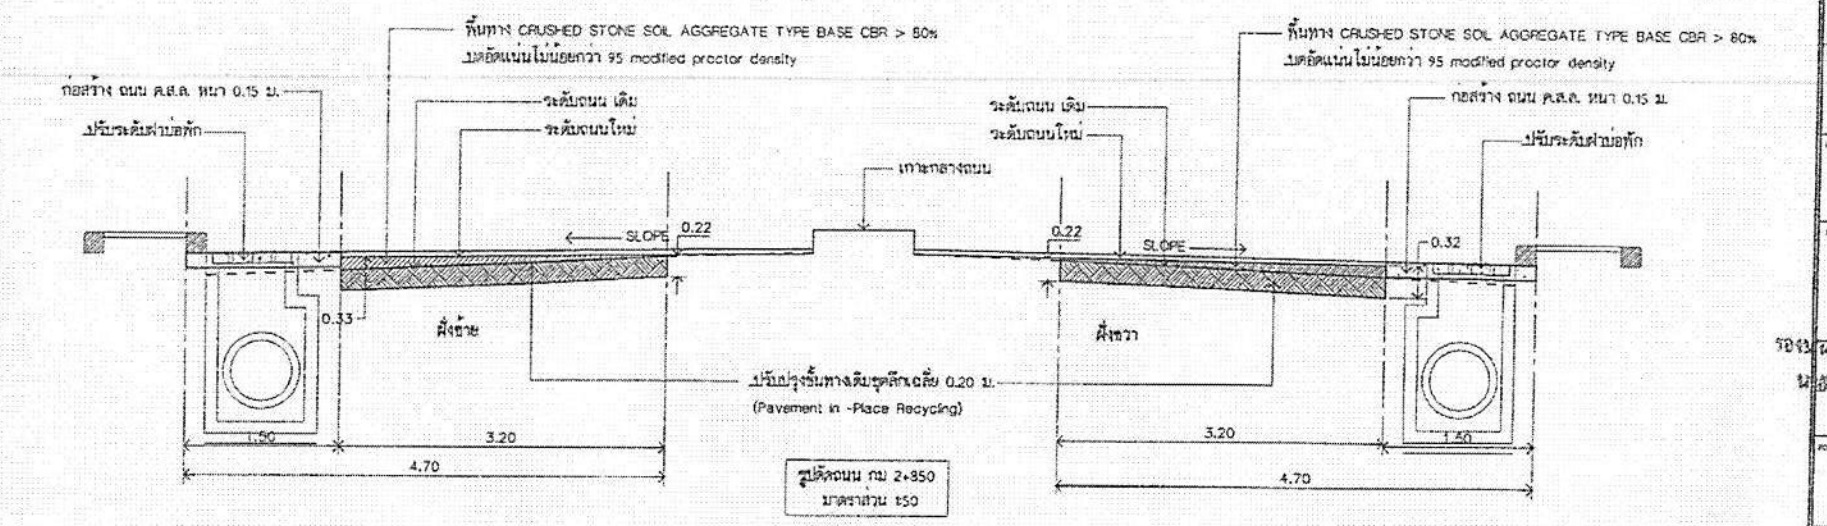 พื้นทาง CRUSHED STONE SOIL AGGREGATE TYPE BASE CBR > 80%
บดอัดแน่นไม่น้อยกว่า 95 modified proctor density
พื้นทาง CRUSHED STONE SOIL AGGREGATE TYPE BASE CBR > 80%
บดอัดแน่นไม่น้อยกว่า 95 modified proctor density
ก่อสร้าง ถนน ค.ส.ล. หนา 0.15 ม.
ระดับถนน เดิม
ระดับถนน เดิม
ก่อสร้าง ถนน ค.ส.ล. หนา 0.15 ม.
ปรับระดับฝาบ่อพัก
ระดับถนนใหม่
ระดับถนนใหม่
ปรับระดับฝาบ่อพัก
เกาะกลางถนน
SLOPE
0.22
0.22
SLOPE
0.32
0.33
ฝั่งซ้าย
ฝั่งขวา
ปรับปรุงชั้นทางเดิมขุดลึกเฉลี่ย 0.20 ม.
(Pavement in -Place Recycling)
1.50
3.20
3.20
1.50
4.70
4.70
รูปตัดถนน กม 2+850
มาตราส่วน 1:50